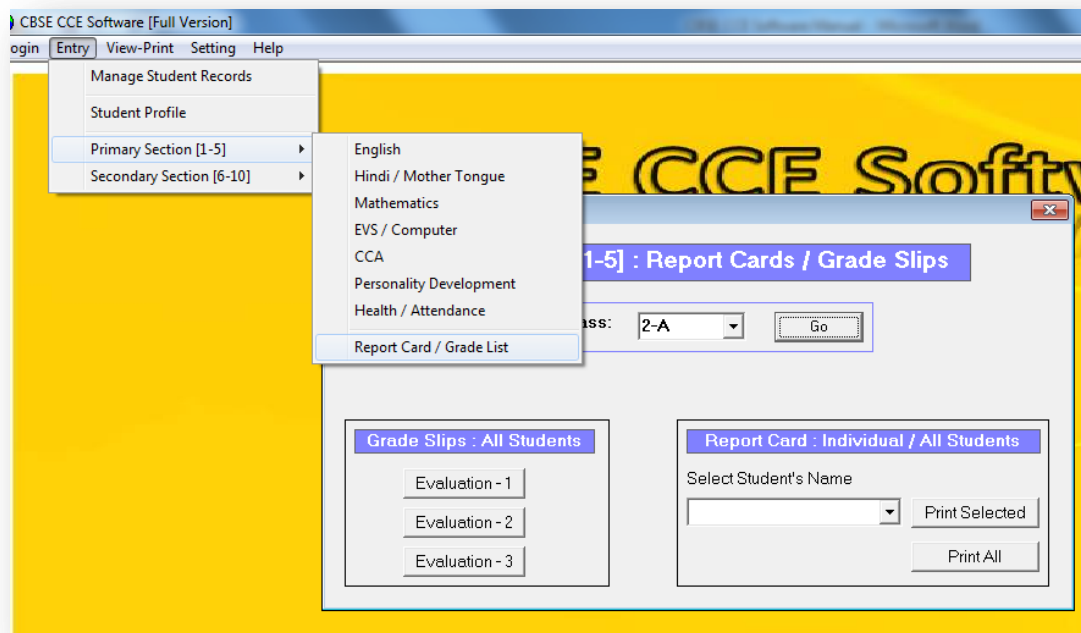 CBSE CCE Software [Full Version]
ogin Entry View-Print Setting Help
Manage Student Records
Student Profile
Primary Section [1-5]
Secondary Section [6-10]
English
Hindi / Mother Tongue
Mathematics
EVS / Computer
CCA
Personality Development
Health / Attendance
Report Card / Grade List
E CCE Softw
1-5] : Report Cards / Grade Slips
ass: 2-A Go
Grade Slips : All Students
Evaluation - 1
Evaluation - 2
Evaluation - 3
Report Card : Individual / All Students
Select Student's Name
Print Selected
Print All